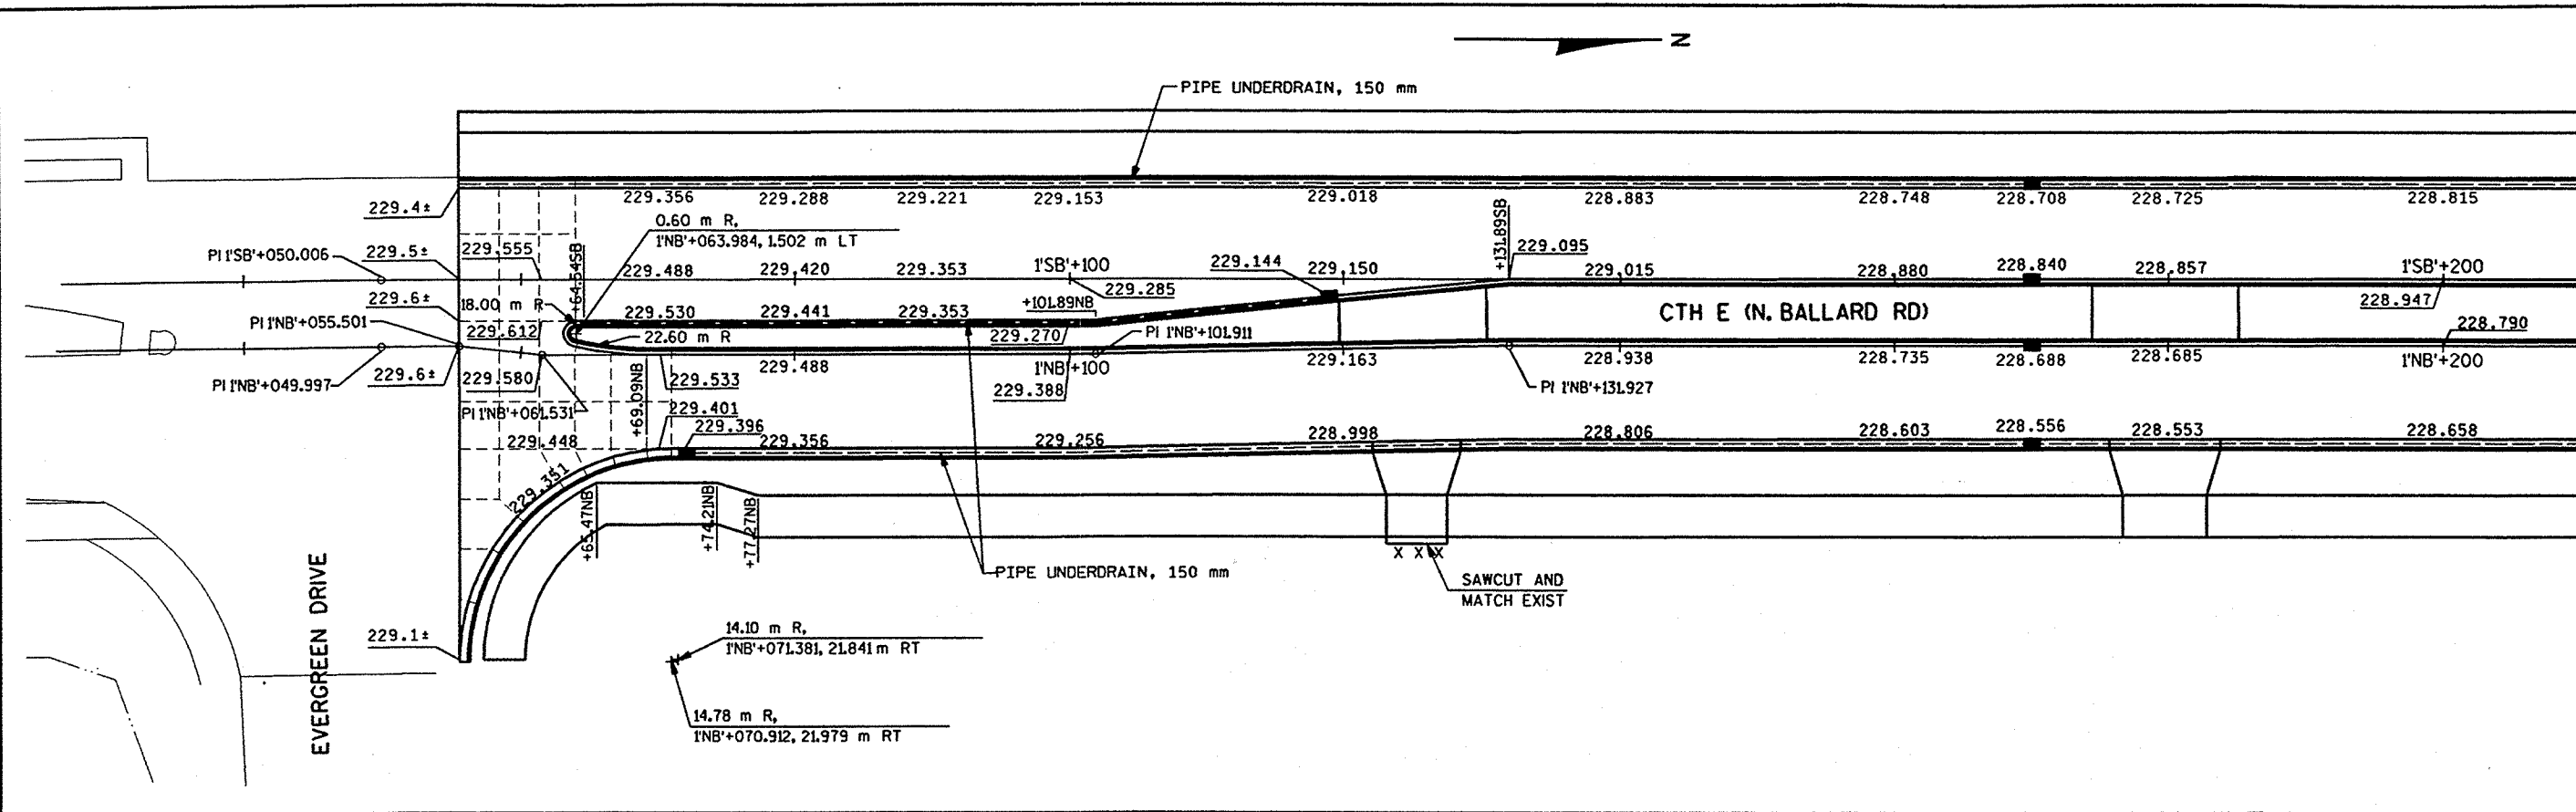 N
PIPE UNDERDRAIN, 150 mm
229.356 229.288 229.221 229.153 229.018 228.883 228.748 228.708 228.725 228.815
229.4±
0.60 m R,
1'NB'+063.984, 1.502 m LT
+131.89SB
PI 1'SB'+050.006
229.5±
229.555
+64.54SB
229.488 229.420 229.353
1'SB'+100
229.285
229.144
229.150
229.095
229.015 228.880 228.840 228.857
1'SB'+200
228.947
229.6±
18.00 m R
PI 1'NB'+055.501
229.612
229.530 229.441 229.353
+101.89NB
229.270
PI 1'NB'+101.911
CTH E (N. BALLARD RD)
228.790
22.60 m R
PI 1'NB'+049.997
229.6±
229.580
229.533
229.488
1'NB'+100
229.388
229.163
PI 1'NB'+131.927
228.938 228.735 228.688 228.685
1'NB'+200
PI 1'NB'+061.531
+69.09NB
229.401
229.396
229.448
229.356 229.256 228.998 228.806 228.603 228.556 228.553 228.658
229.351
+65.47NB
+74.21NB
+77.27NB
X X X
PIPE UNDERDRAIN, 150 mm
SAWCUT AND
MATCH EXIST
EVERGREEN DRIVE
229.1±
14.10 m R,
1'NB'+071.381, 21.841 m RT
14.78 m R,
1'NB'+070.912, 21.979 m RT